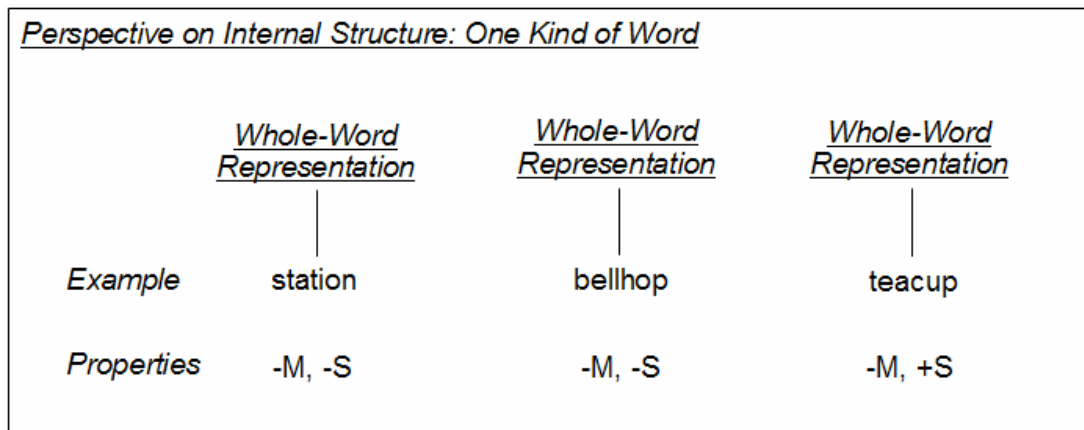 Perspective on Internal Structure: One Kind of Word
Whole-Word Whole-Word Whole-Word
Representation Representation Representation
Example station bellhop teacup
Properties -M, -S -M, -S -M, +S